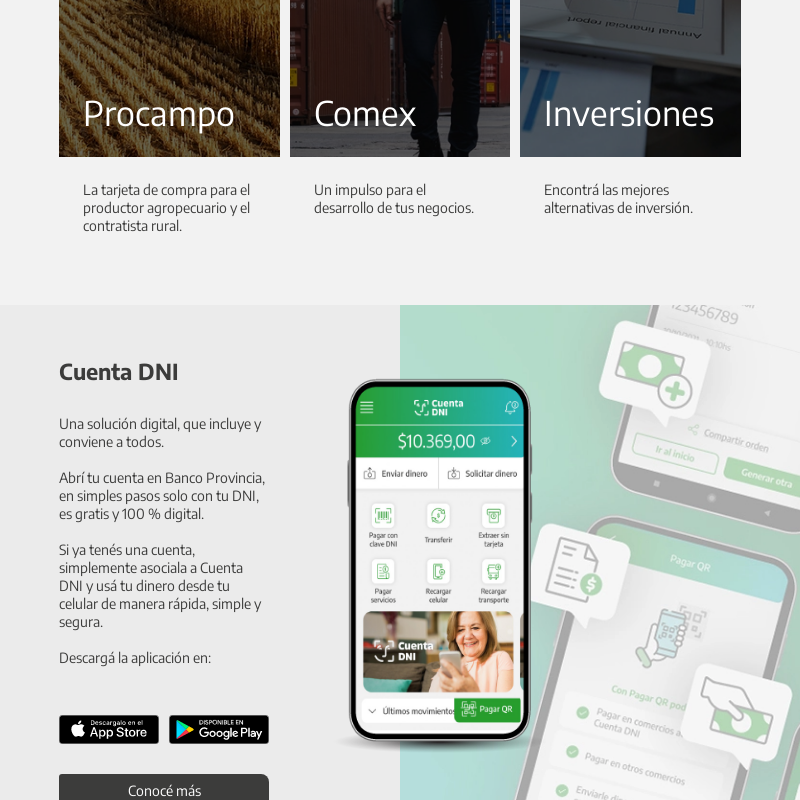 Annual financial report
Procampo
Comex
Inversiones
La tarjeta de compra para el
productor agropecuario y el
contratista rural.
Un impulso para el
desarrollo de tus negocios.
Encontrá las mejores
alternativas de inversión.
Cuenta DNI
Una solución digital, que incluye y
conviene a todos.
Abrí tu cuenta en Banco Provincia,
en simples pasos solo con tu DNI,
es gratis y 100 % digital.
Si ya tenés una cuenta,
simplemente asociala a Cuenta
DNI y usá tu dinero desde tu
celular de manera rápida, simple y
segura.
Descargá la aplicación en:
Descargalo en el
App Store
DISPONIBLE EN
Google Play
Conocé más
Cuenta
DNI
$10.369,00
Enviar dinero
Solicitar dinero
Pagar con
clave DNI
Transferir
Extraer sin
tarjeta
Pagar
servicios
Recargar
celular
Recargar
transporte
Cuenta
DNI
Últimos movimientos
Pagar QR
123456789
Compartir orden
Ir al inicio
Generar otra
Pagar QR
Con Pagar QR pod
Pagar en comercios
Cuenta DNI
Pagar en otros comercios
Enviarle